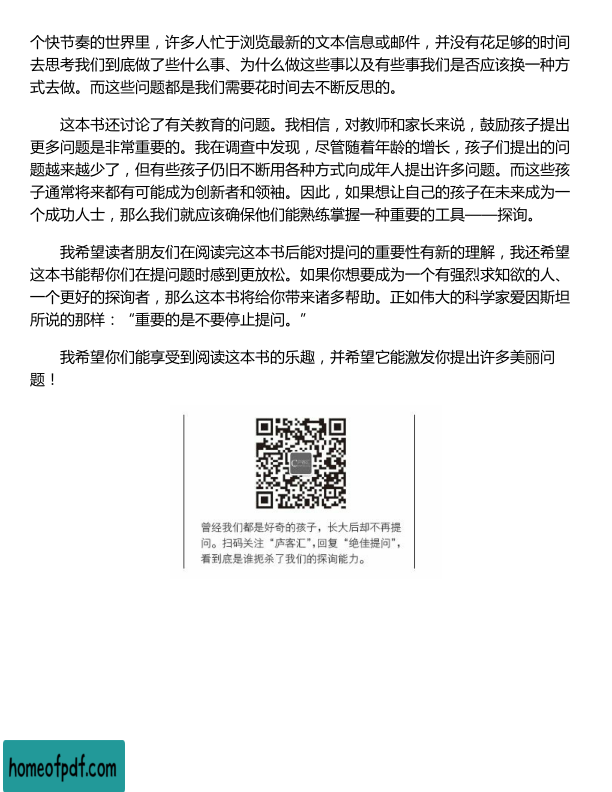 个快节奏的世界里，许多人忙于浏览最新的文本信息或邮件，并没有花足够的时间
去思考我们到底做了些什么事、为什么做这些事以及有些事我们是否应该换一种方
式去做。而这些问题都是我们需要花时间去不断反思的。
这本书还讨论了有关教育的问题。我相信，对教师和家长来说，鼓励孩子提出
更多问题是非常重要的。我在调查中发现，尽管随着年龄的增长，孩子们提出的问
题越来越少了，但有些孩子仍旧不断用各种方式向成年人提出许多问题。而这些孩
子通常将来都有可能成为创新者和领袖。因此，如果想让自己的孩子在未来成为一
个成功人士，那么我们就应该确保他们能熟练掌握一种重要的工具——探询。
我希望读者朋友们在阅读完这本书后能对提问的重要性有新的理解，我还希望
这本书能帮你们在提问题时感到更放松。如果你想要成为一个有强烈求知欲的人、
一个更好的探询者，那么这本书将给你带来诸多帮助。正如伟大的科学家爱因斯坦
所说的那样：“重要的是不要停止提问。”
我希望你们能享受到阅读这本书的乐趣，并希望它能激发你提出许多美丽问
题！
曾经我们都是好奇的孩子，长大后却不再提
问。扫码关注“庐客汇”，回复“绝佳提问”，
看到底是谁扼杀了我们的探询能力。
homeofpdf.com